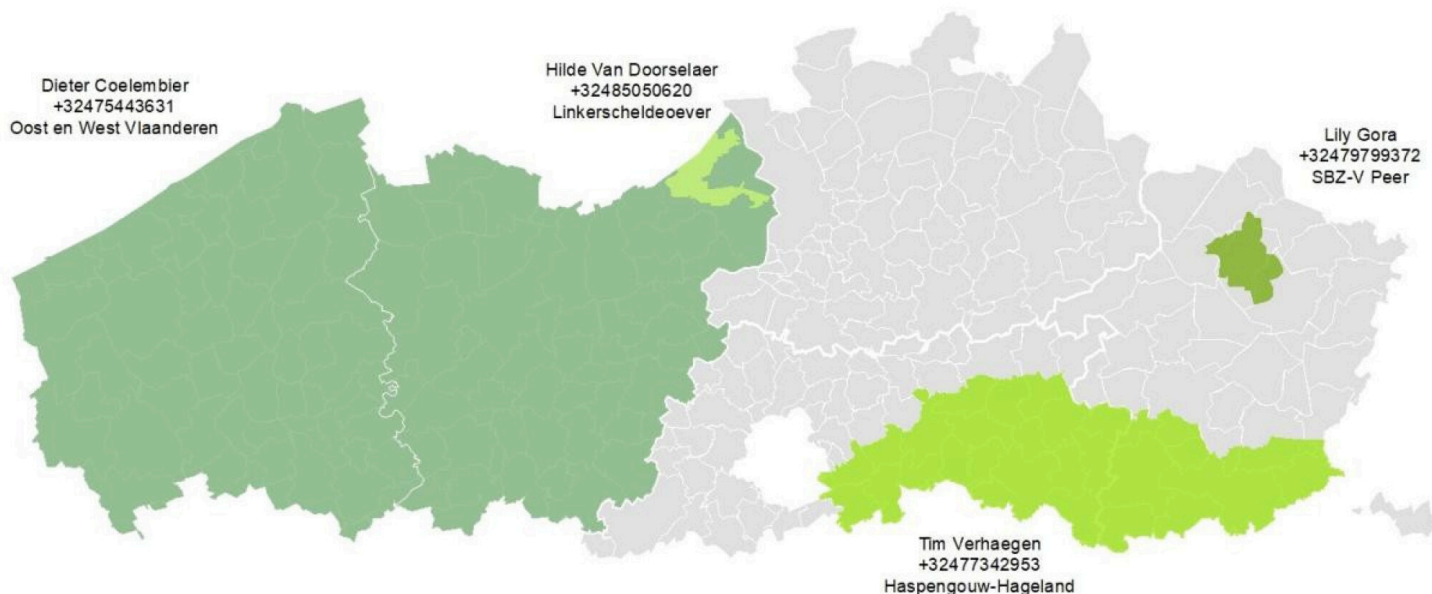 Dieter Coelembier
+32475443631
Oost en West Vlaanderen
Hilde Van Doorselaer
+32485050620
Linkerscheldeoever
Lily Gora
+32479799372
SBZ-V Peer
Tim Verhaegen
+32477342953
Haspengouw-Hageland